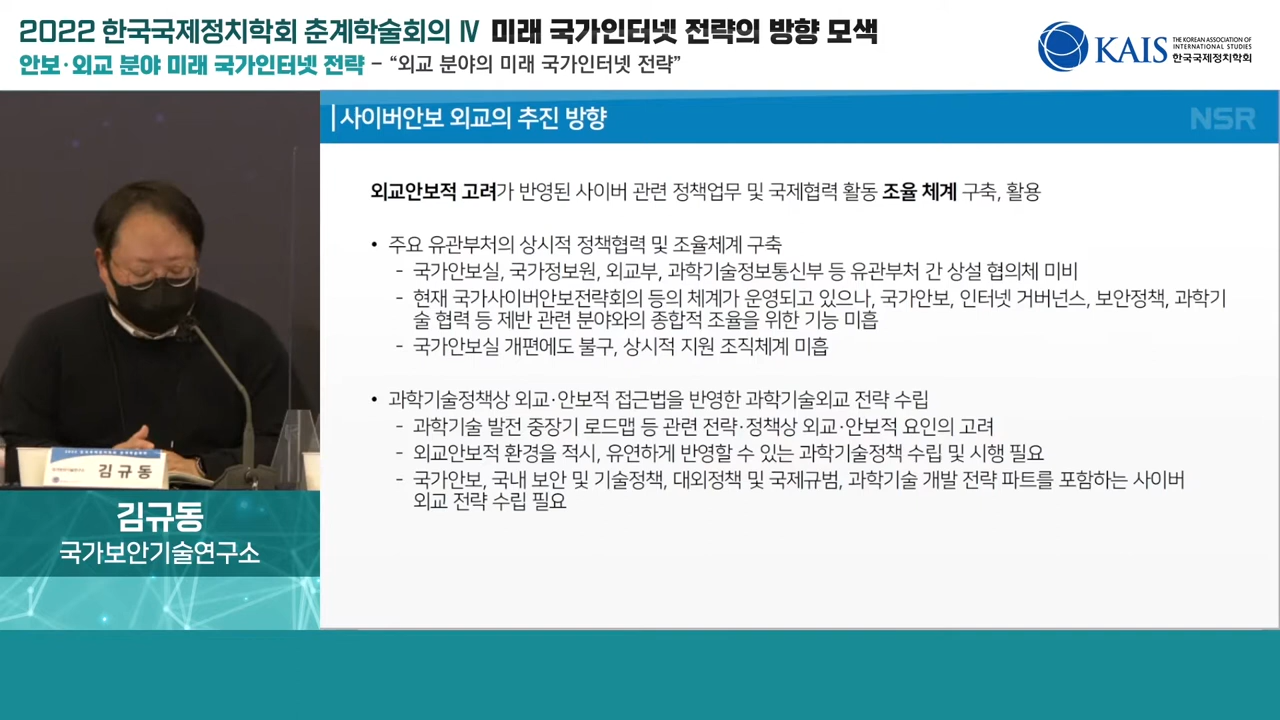 2022 한국국제정치학회 춘계학술회의 Ⅳ 미래 국가인터넷 전략의 방향 모색
안보·외교 분야 미래 국가인터넷 전략 – “외교 분야의 미래 국가인터넷 전략”
KAIS
THE KOREAN ASSOCIATION OF
INTERNATIONAL STUDIES
한국국제정치학회
사이버안보 외교의 추진 방향
NSR
외교안보적 고려가 반영된 사이버 관련 정책업무 및 국제협력 활동 조율 체계 구축, 활용
• 주요 유관부처의 상시적 정책협력 및 조율체계 구축
- 국가안보실, 국가정보원, 외교부, 과학기술정보통신부 등 유관부처 간 상설 협의체 미비
- 현재 국가사이버안보전략회의 등의 체계가 운영되고 있으나, 국가안보, 인터넷 거버넌스, 보안정책, 과학기
술 협력 등 제반 관련 분야와의 종합적 조율을 위한 기능 미흡
- 국가안보실 개편에도 불구, 상시적 지원 조직체계 미흡
• 과학기술정책상 외교·안보적 접근법을 반영한 과학기술외교 전략 수립
- 과학기술 발전 중장기 로드맵 등 관련 전략·정책상 외교·안보적 요인의 고려
- 외교안보적 환경을 적시, 유연하게 반영할 수 있는 과학기술정책 수립 및 시행 필요
- 국가안보, 국내 보안 및 기술정책, 대외정책 및 국제규범, 과학기술 개발 전략 파트를 포함하는 사이버
외교 전략 수립 필요
김규동
김규동
국가보안기술연구소